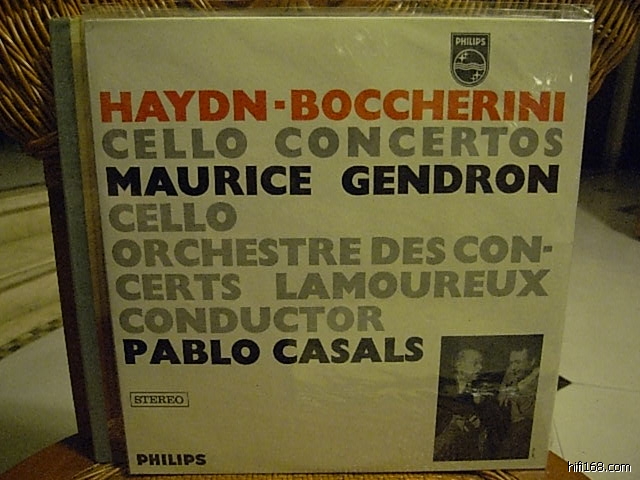 PHILIPS
HAYDN-BOCCHERINI
CELLO CONCERTOS
MAURICE GENDRON
CELLO
ORCHESTRE DES CON-
CERTS LAMOUREUX
CONDUCTOR
PABLO CASALS
STEREO
PHILIPS
hifi168.com